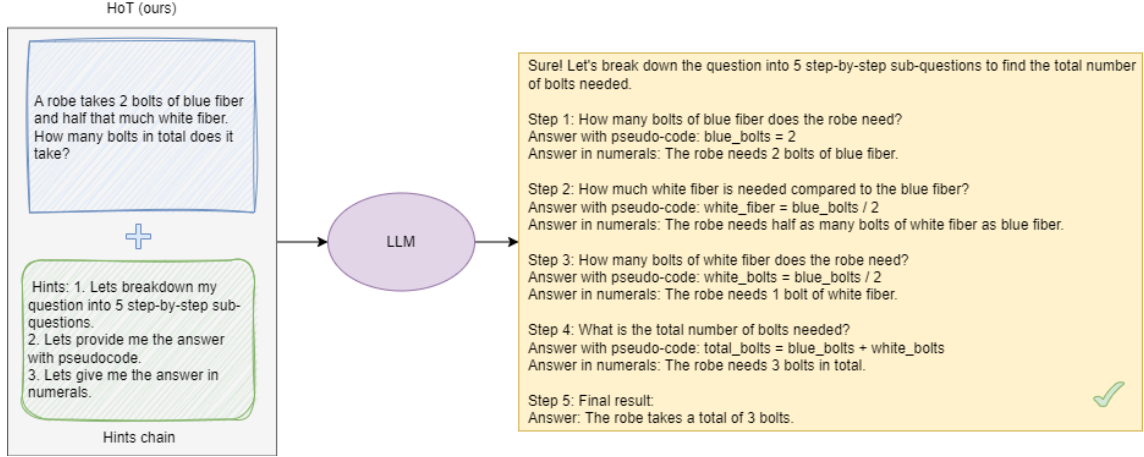 HoT (ours)
A robe takes 2 bolts of blue fiber
and half that much white fiber.
How many bolts in total does it
take?
Hints: 1. Lets breakdown my
question into 5 step-by-step sub-
questions.
2. Lets provide me the answer
with pseudocode.
3. Lets give me the answer in
numerals.
Hints chain
LLM
Sure! Let's break down the question into 5 step-by-step sub-questions to find the total number
of bolts needed.
Step 1: How many bolts of blue fiber does the robe need?
Answer with pseudo-code: blue_bolts = 2
Answer in numerals: The robe needs 2 bolts of blue fiber.
Step 2: How much white fiber is needed compared to the blue fiber?
Answer with pseudo-code: white_fiber = blue_bolts / 2
Answer in numerals: The robe needs half as many bolts of white fiber as blue fiber.
Step 3: How many bolts of white fiber does the robe need?
Answer with pseudo-code: white_bolts = blue_bolts / 2
Answer in numerals: The robe needs 1 bolt of white fiber.
Step 4: What is the total number of bolts needed?
Answer with pseudo-code: total_bolts = blue_bolts + white_bolts
Answer in numerals: The robe needs 3 bolts in total.
Step 5: Final result:
Answer: The robe takes a total of 3 bolts.